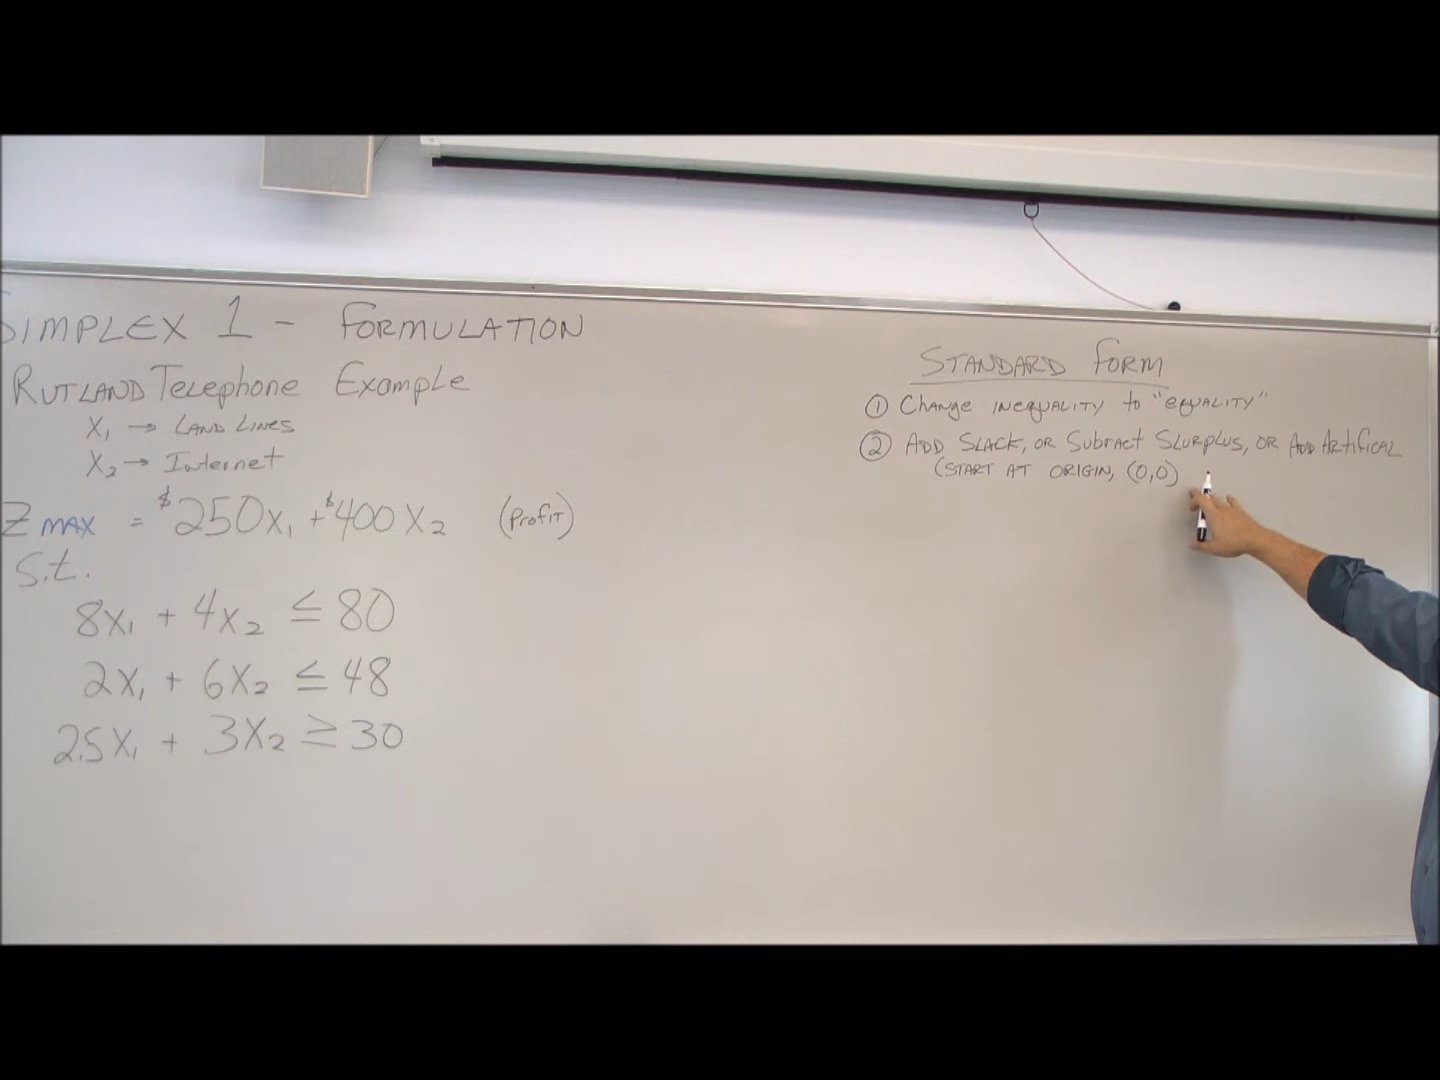 SIMPLEX 1 - FORMULATION
RUTLAND Telephone Example
X₁ → LAND LINES
X₂ → Internet
Z MAX = $250X₁ + $400X₂ (Profit)
S.t.
8X₁ + 4X₂ ≤ 80
2X₁ + 6X₂ ≤ 48
2.5X₁ + 3X₂ ≥ 30
STANDARD FORM
① Change inequality to "equality"
② ADD SLACK, OR Subtract SLURPLUS, OR ADD Artifical
(START AT ORIGIN, (0,0)